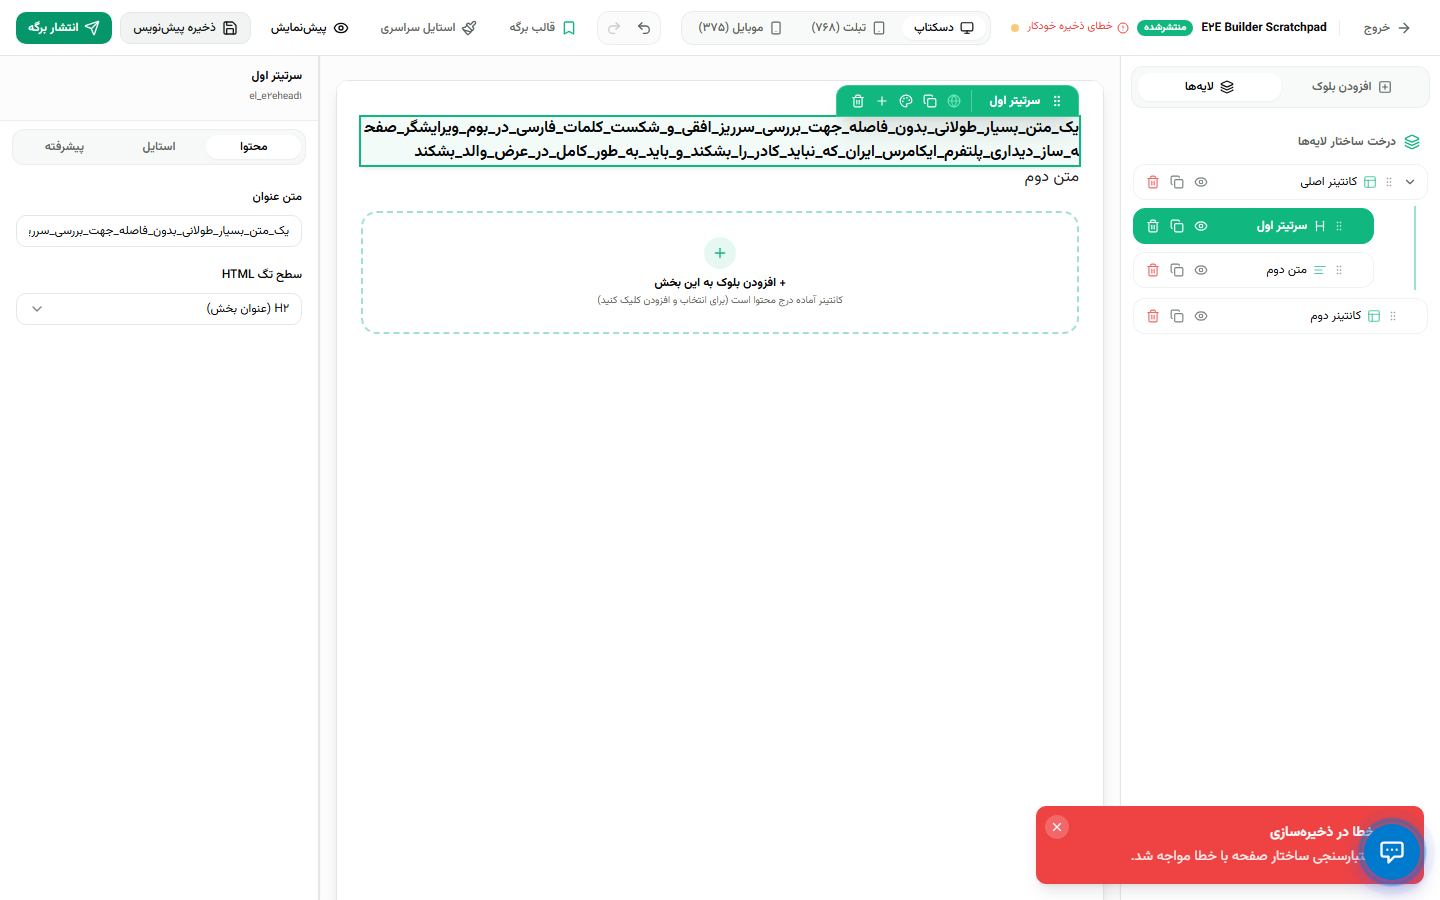 خروج
E۲E Builder Scratchpad
منتشرشده
خطای ذخیره خودکار
دسکتاپ
تبلت (۷۶۸)
موبایل (۳۷۵)
قالب برگه
استایل سراسری
پیش‌نمایش
ذخیره پیش‌نویس
انتشار برگه
افزودن بلوک
لایه‌ها
درخت ساختار لایه‌ها
کانتینر اصلی
سرتیتر اول
متن دوم
کانتینر دوم
سرتیتر اول
یک_متن_بسیار_طولانی_بدون_فاصله_جهت_بررسی_سرریز_افقی_و_شکست_کلمات_فارسی_در_بوم_ویرایشگر_صفح
ه_ساز_دیداری_پلتفرم_ایکامرس_ایران_که_نباید_کادر_را_بشکند_و_باید_به_طور_کامل_در_عرض_والد_بشکند
متن دوم
+ افزودن بلوک به این بخش
کانتینر آماده درج محتوا است (برای انتخاب و افزودن کلیک کنید)
سرتیتر اول
el_e۲ehead۱
محتوا
استایل
پیشرفته
متن عنوان
یک_متن_بسیار_طولانی_بدون_فاصله_جهت_بررسی_سرریز
سطح تگ HTML
H۲ (عنوان بخش)
خطا در ذخیره‌سازی
ساختار صفحه با خطا مواجه شد.